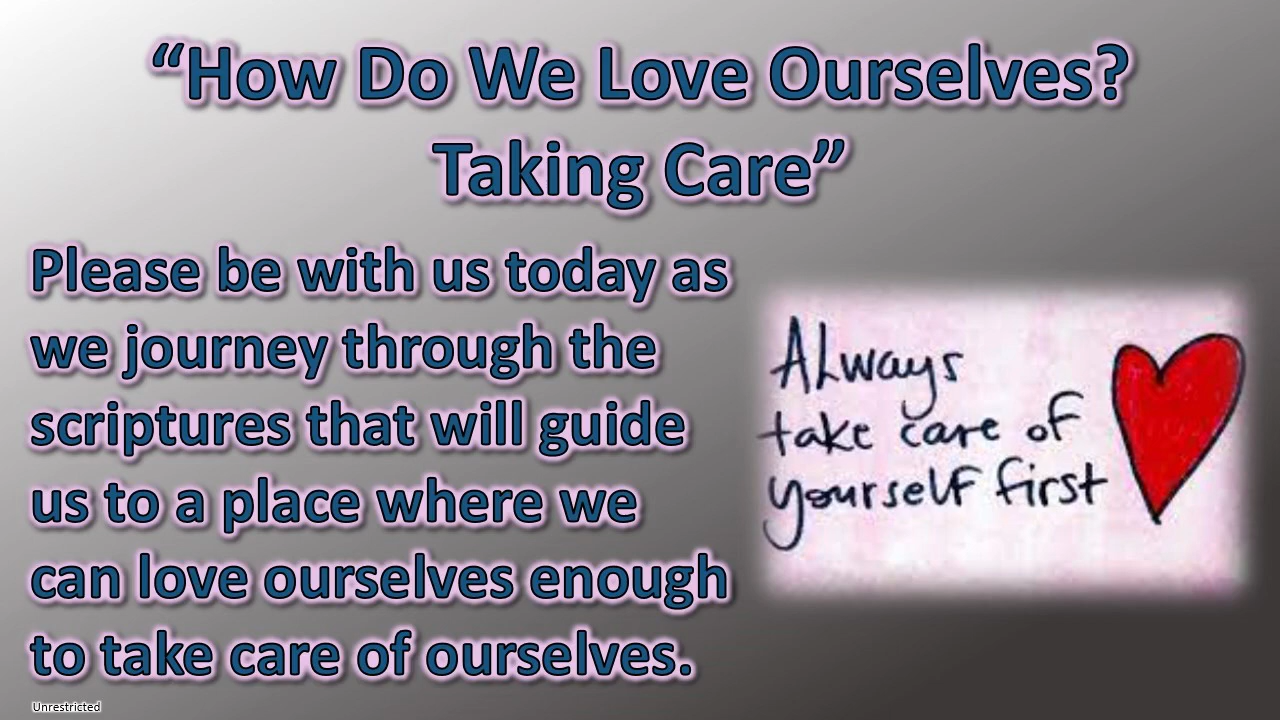 “How Do We Love Ourselves?
Taking Care”
Please be with us today as
we journey through the
scriptures that will guide
us to a place where we
can love ourselves enough
to take care of ourselves.
ALways
take care of
yourself first
Unrestricted